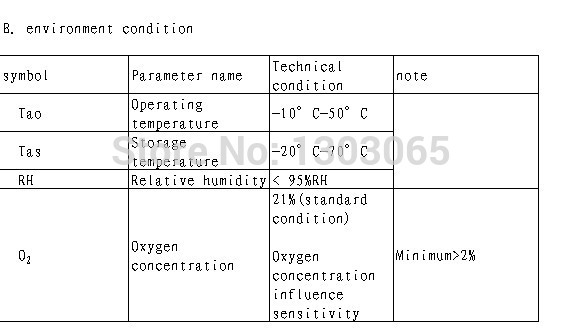 B. environment condition
symbol Parameter name Technical condition note
Tao Operating temperature −10° C−50° C
Tas Storage temperature −20° C−70° C
RH Relative humidity < 95%RH
O₂ Oxygen concentration 21%(standard condition)
Oxygen concentration influence sensitivity Minimum>2%
Store No: 1303065